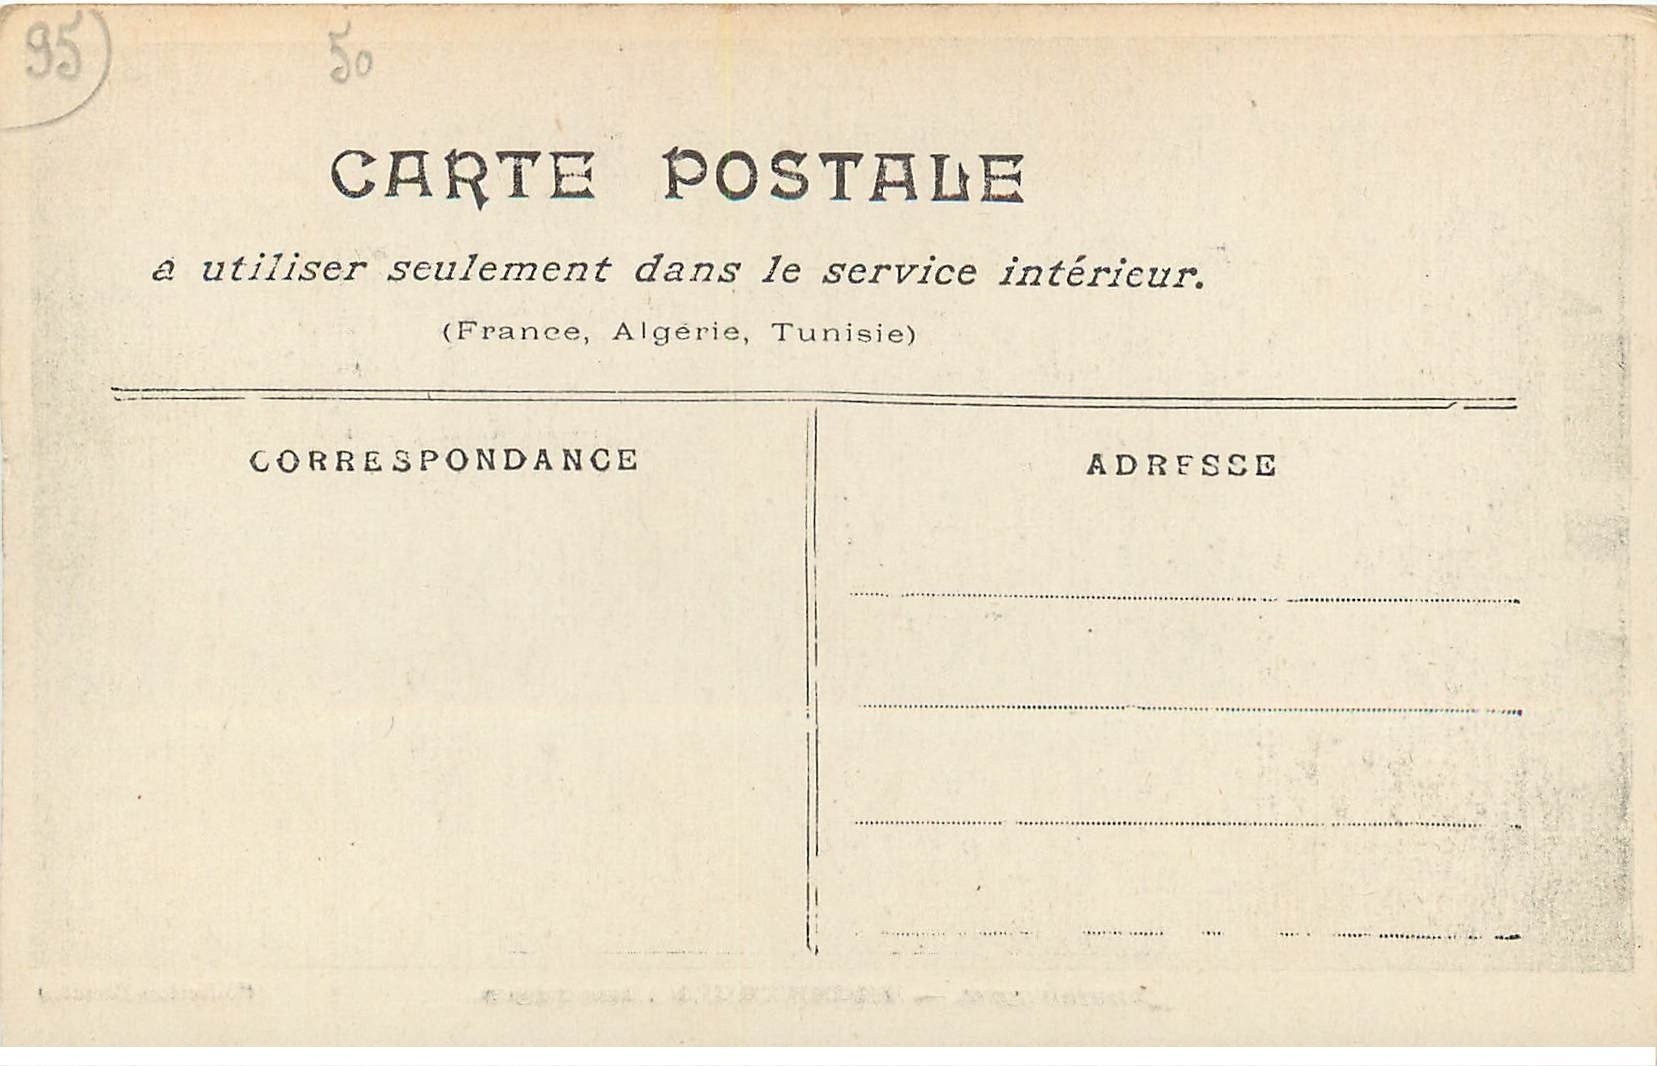 95 50
CARTE POSTALE
à utiliser seulement dans le service intérieur.
(France, Algérie, Tunisie)
CORRESPONDANCE
ADRESSE